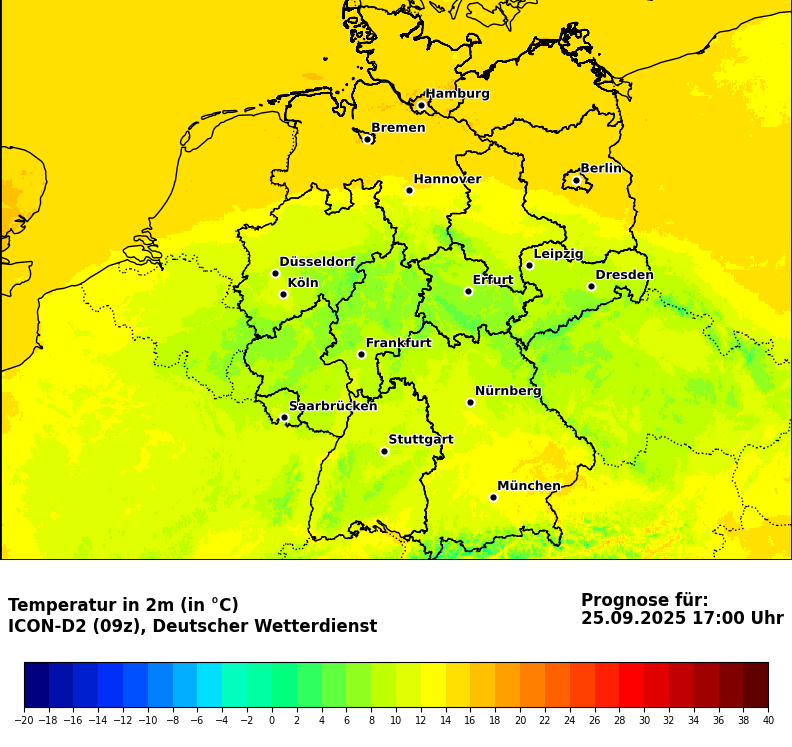 Hamburg
Bremen
Berlin
Hannover
Leipzig
Düsseldorf
Dresden
Köln
Erfurt
Frankfurt
Nürnberg
Saarbrücken
Stuttgart
München
Temperatur in 2m (in °C)
ICON-D2 (09z), Deutscher Wetterdienst
Prognose für:
25.09.2025 17:00 Uhr
−20 −18 −16 −14 −12 −10 −8 −6 −4 −2 0 2 4 6 8 10 12 14 16 18 20 22 24 26 28 30 32 34 36 38 40